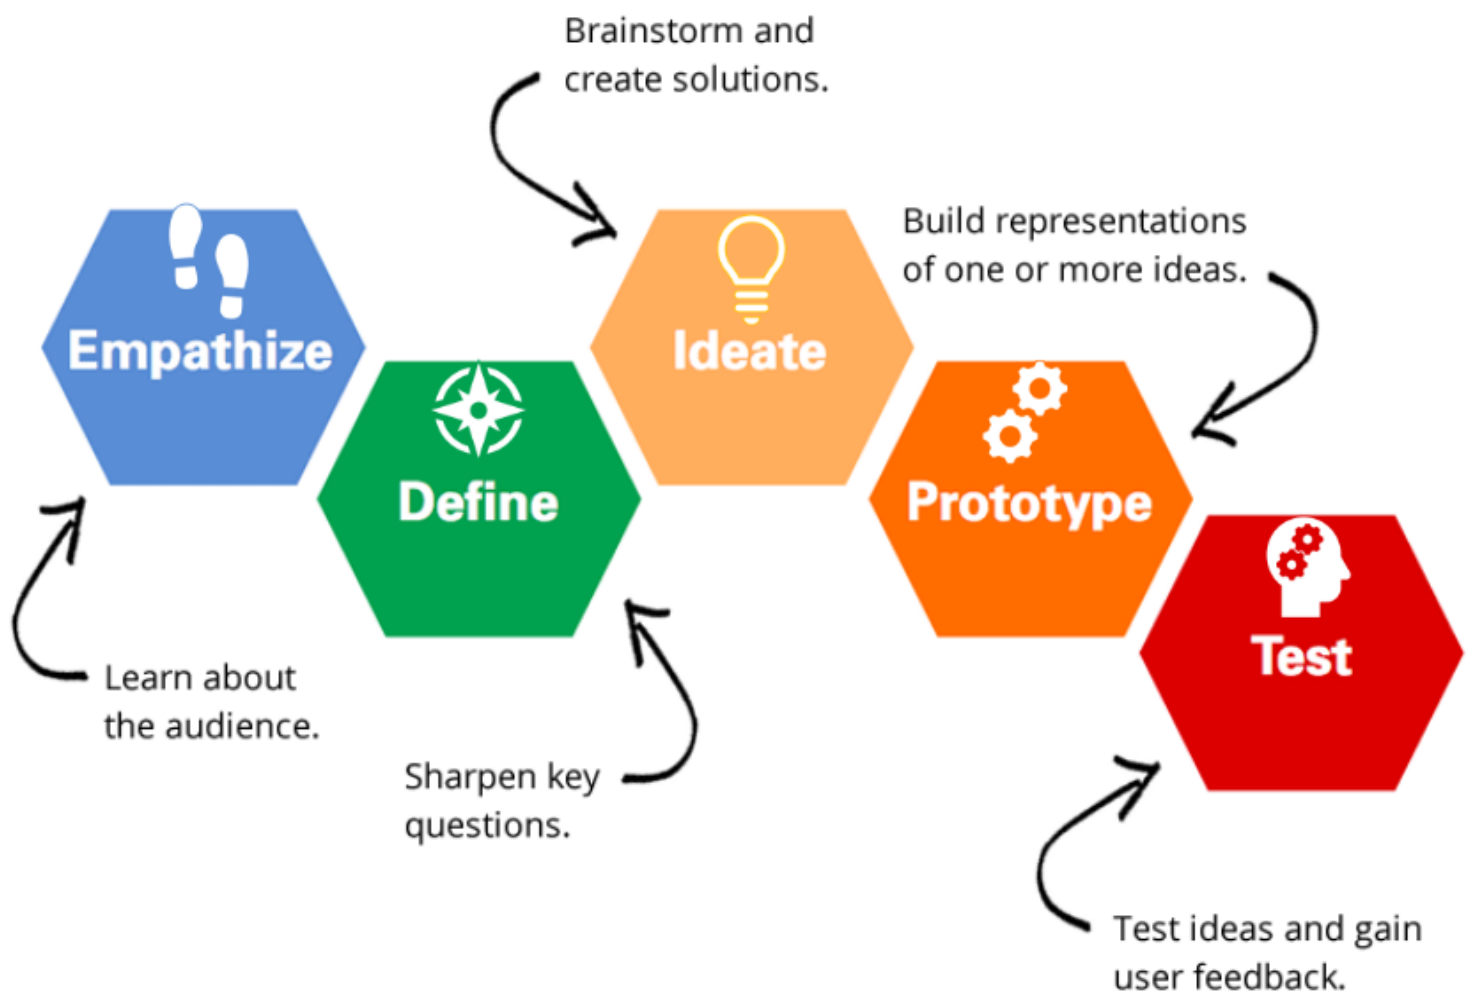 Brainstorm and
create solutions.
Build representations
of one or more ideas.
Empathize
Ideate
Define
Prototype
Test
Learn about
the audience.
Sharpen key
questions.
Test ideas and gain
user feedback.